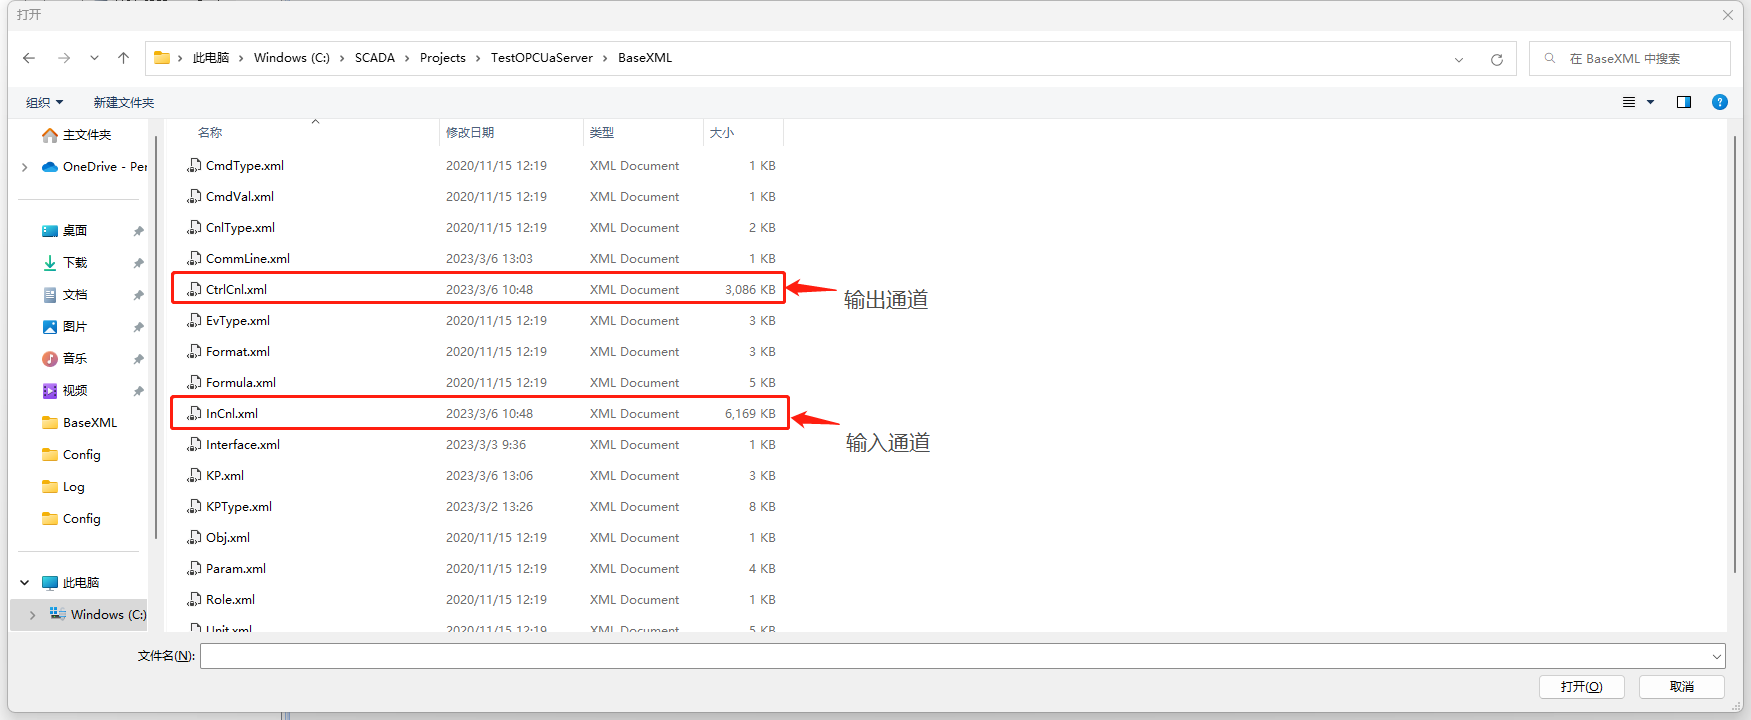 打开
此电脑 › Windows (C:) › SCADA › Projects › TestOPCUaServer › BaseXML
在 BaseXML 中搜索
组织
新建文件夹
主文件夹
OneDrive - Per
桌面
下载
文档
图片
音乐
视频
BaseXML
Config
Log
Config
此电脑
Windows (C:)
名称 修改日期 类型 大小
CmdType.xml 2020/11/15 12:19 XML Document 1 KB
CmdVal.xml 2020/11/15 12:19 XML Document 1 KB
CnlType.xml 2020/11/15 12:19 XML Document 2 KB
CommLine.xml 2023/3/6 13:03 XML Document 1 KB
CtrlCnl.xml 2023/3/6 10:48 XML Document 3,086 KB
输出通道
EvType.xml 2020/11/15 12:19 XML Document 3 KB
Format.xml 2020/11/15 12:19 XML Document 3 KB
Formula.xml 2020/11/15 12:19 XML Document 5 KB
InCnl.xml 2023/3/6 10:48 XML Document 6,169 KB
输入通道
Interface.xml 2023/3/3 9:36 XML Document 1 KB
KP.xml 2023/3/6 13:06 XML Document 3 KB
KPType.xml 2023/3/2 13:26 XML Document 8 KB
Obj.xml 2020/11/15 12:19 XML Document 1 KB
Param.xml 2020/11/15 12:19 XML Document 4 KB
Role.xml 2020/11/15 12:19 XML Document 1 KB
Unit.xml 2020/11/15 12:19 XML Document 5 KB
文件名(N):
打开(O)
取消